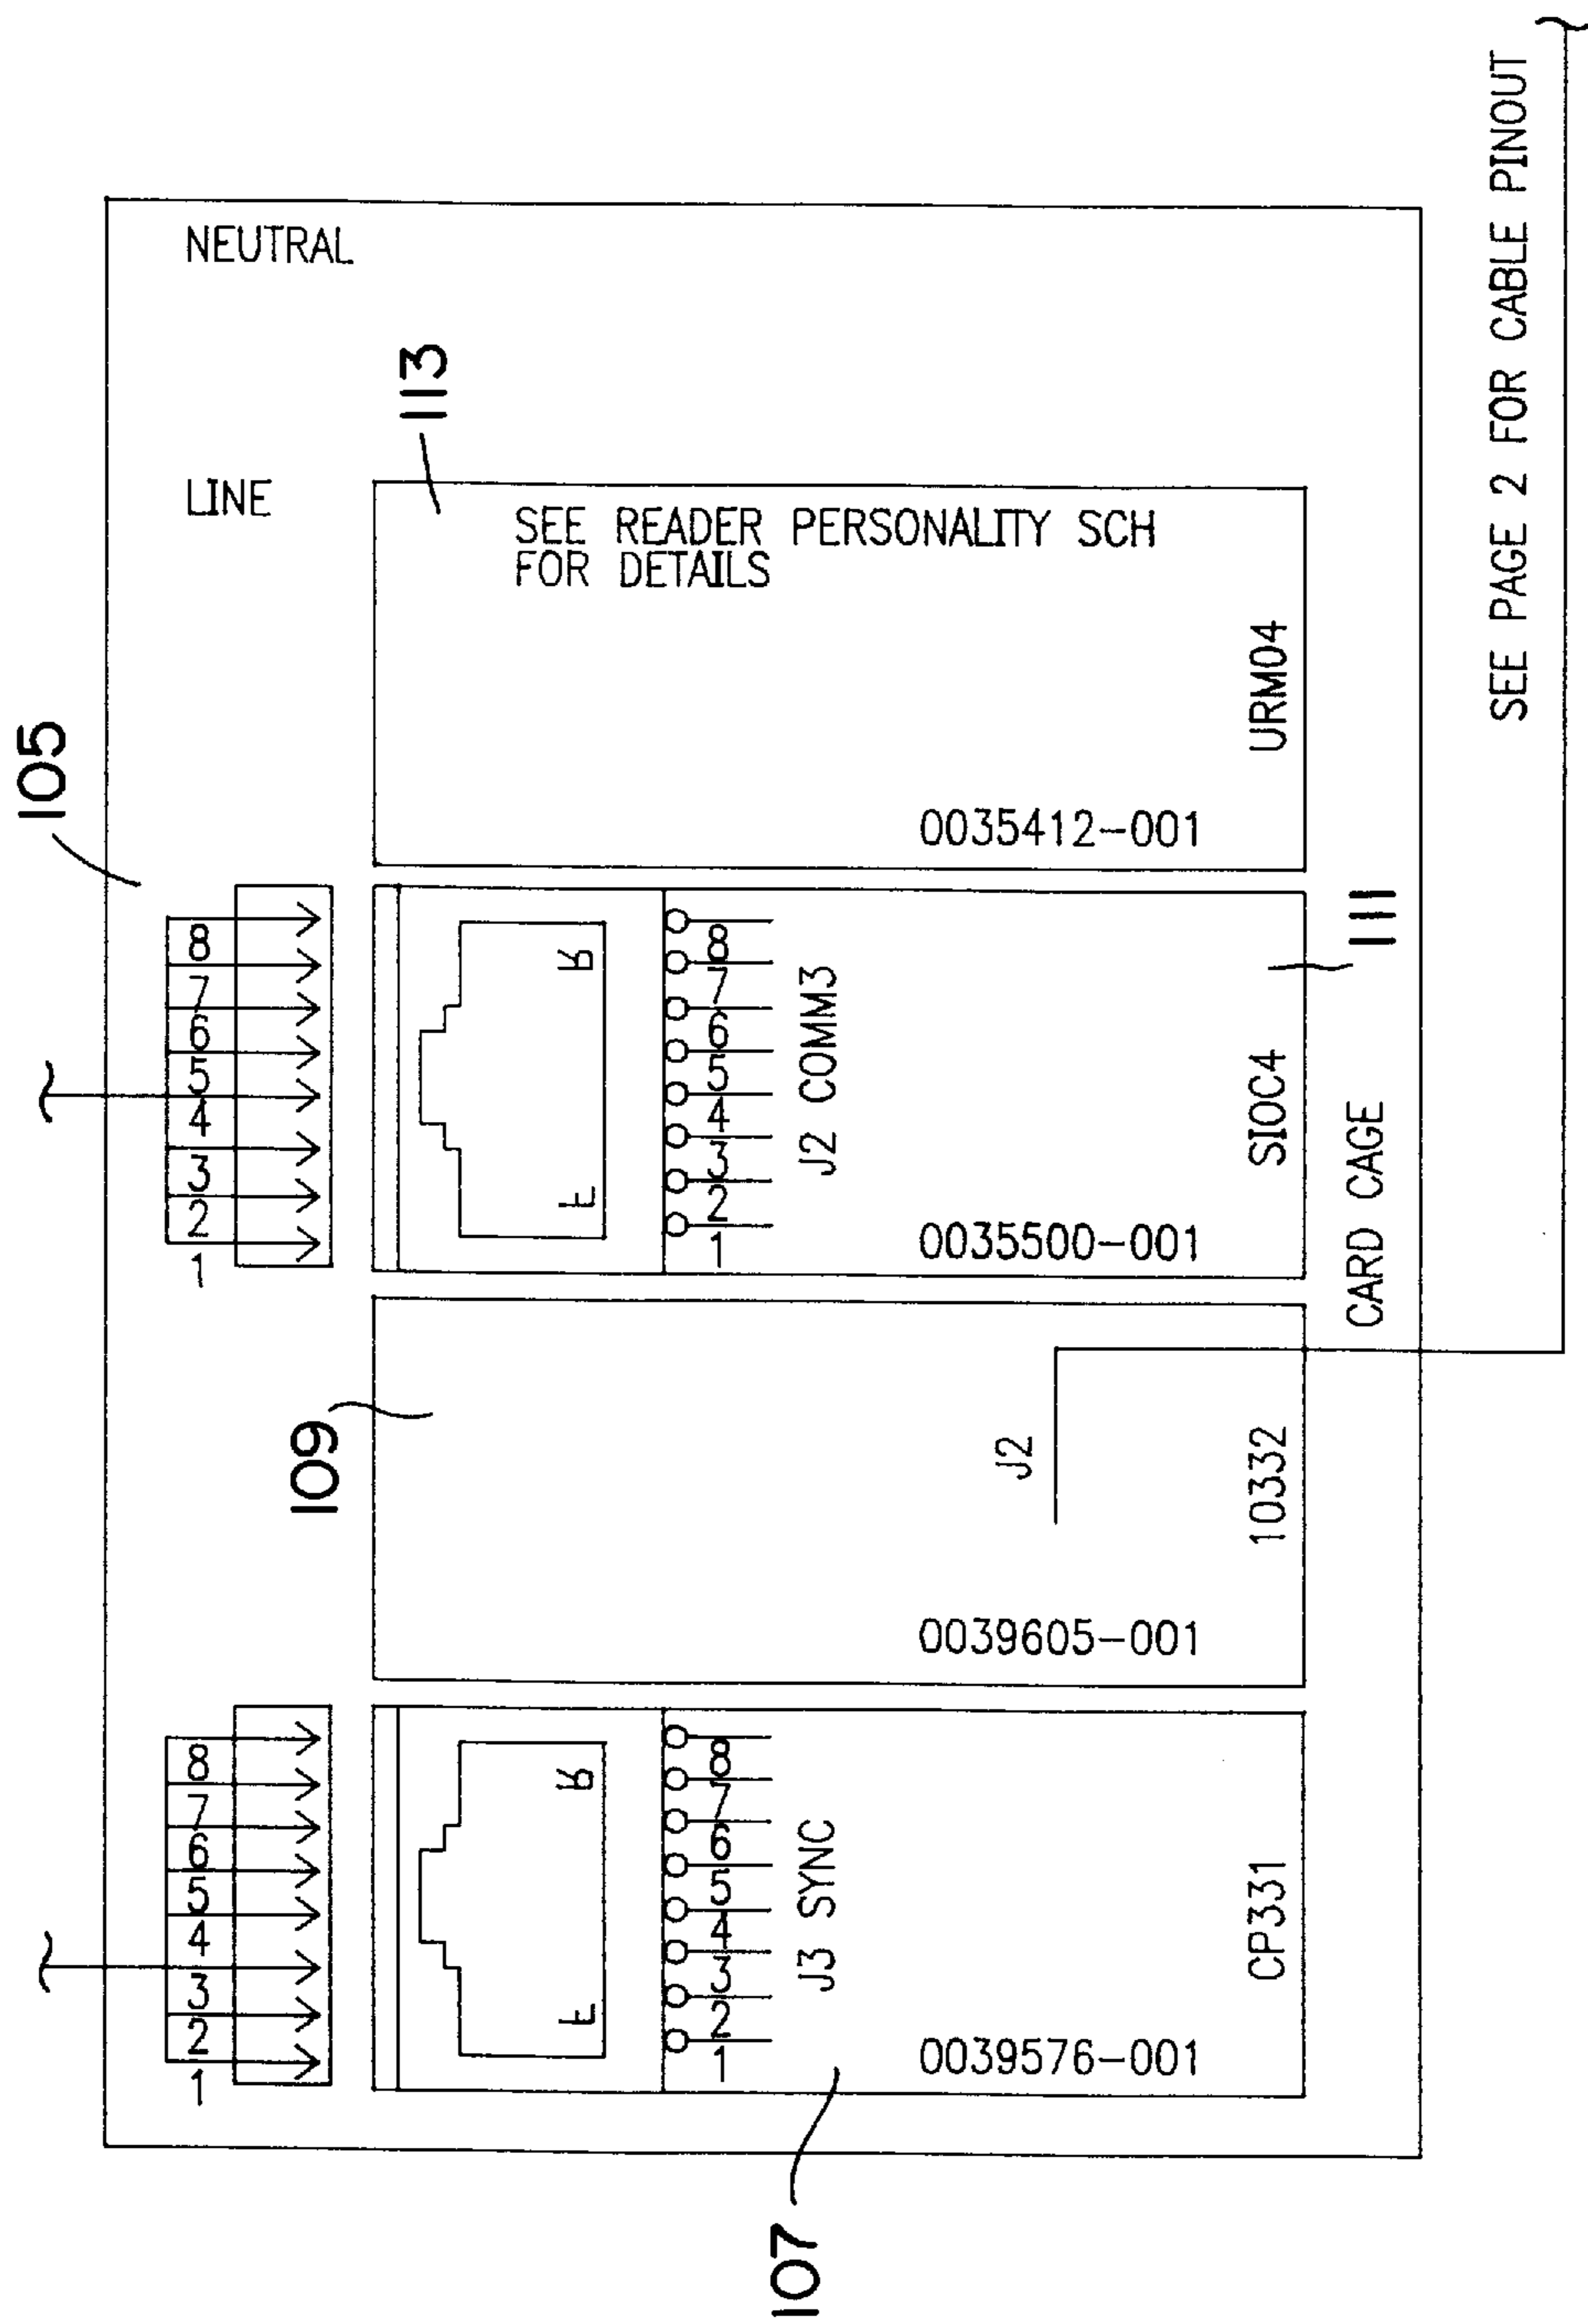 105
NEUTRAL
LINE
1 2 3 4 5 6 7 8
1 2 3 4 5 6 7 8
109
113
SEE READER PERSONALITY SCH
FOR DETAILS
1 2 3 4 5 6 7 8
1 2 3 4 5 6 7 8
J3 SYNC
J2 COMM3
107
J2
0039576-001
0039605-001
0035500-001
0035412-001
CP331
10332
SIOC4
URM04
111
CARD CAGE
SEE PAGE 2 FOR CABLE PINOUT